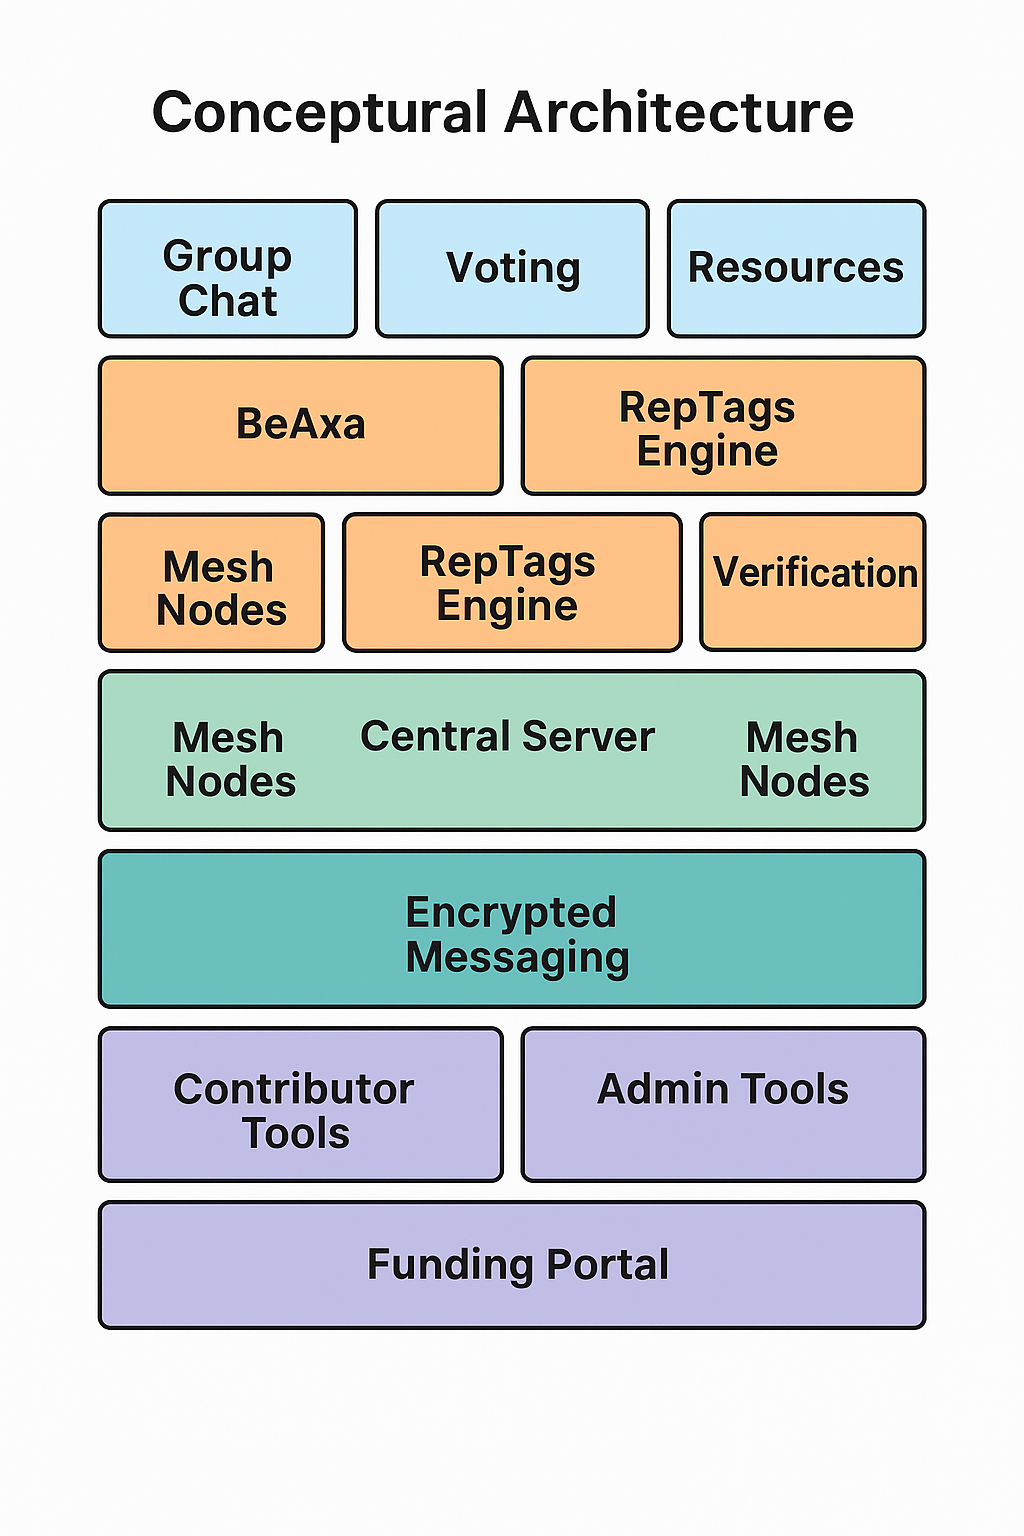 Conceptural Architecture
Group
Chat
Voting
Resources
BeAxa
RepTags
Engine
Mesh
Nodes
RepTags
Engine
Verification
Mesh
Nodes
Central Server
Mesh
Nodes
Encrypted
Messaging
Contributor
Tools
Admin Tools
Funding Portal